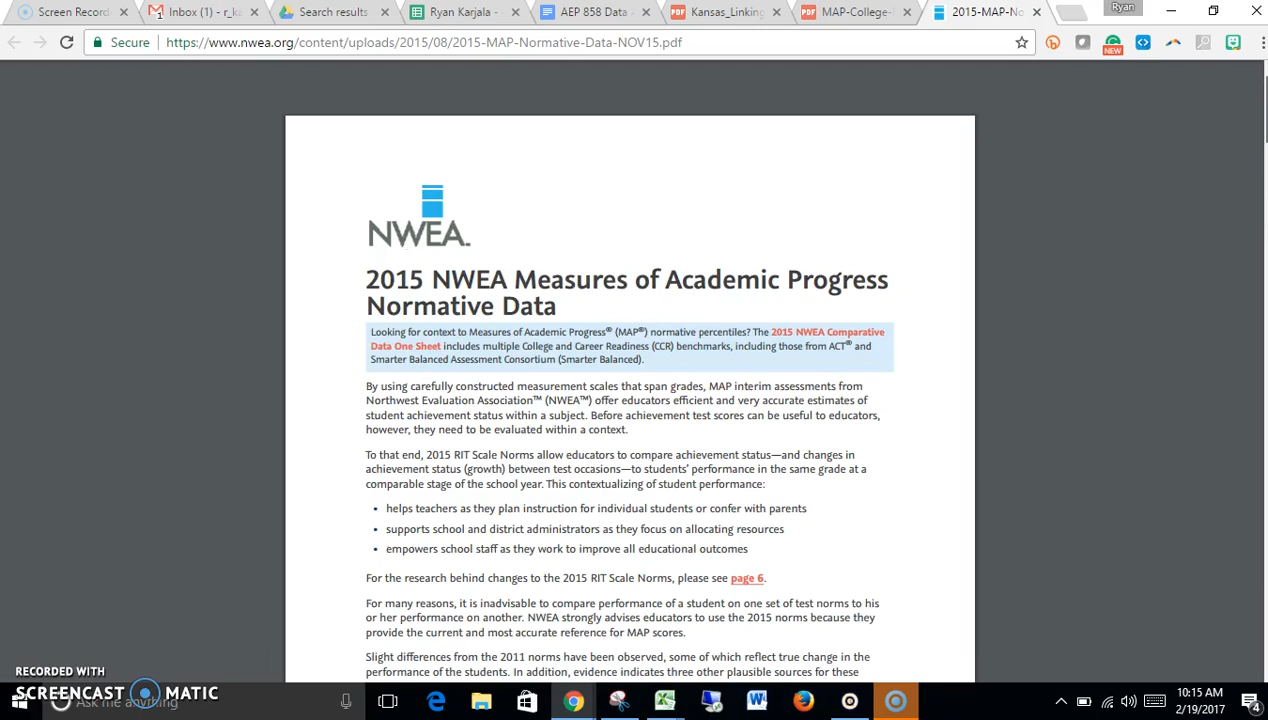 Screen Record
Inbox (1) - r_k
Search results
Ryan Karjala -
AEP 858 Data
Kansas_Linking
MAP-College-
2015-MAP-No
Ryan
Secure
https://www.nwea.org/content/uploads/2015/08/2015-MAP-Normative-Data-NOV15.pdf
NEW
NWEA™
2015 NWEA Measures of Academic Progress
Normative Data
Looking for context to Measures of Academic Progress® (MAP®) normative percentiles? The 2015 NWEA Comparative
Data One Sheet includes multiple College and Career Readiness (CCR) benchmarks, including those from ACT® and
Smarter Balanced Assessment Consortium (Smarter Balanced).
By using carefully constructed measurement scales that span grades, MAP interim assessments from
Northwest Evaluation Association™ (NWEA™) offer educators efficient and very accurate estimates of
student achievement status within a subject. Before achievement test scores can be useful to educators,
however, they need to be evaluated within a context.
To that end, 2015 RIT Scale Norms allow educators to compare achievement status—and changes in
achievement status (growth) between test occasions—to students' performance in the same grade at a
comparable stage of the school year. This contextualizing of student performance:
• helps teachers as they plan instruction for individual students or confer with parents
• supports school and district administrators as they focus on allocating resources
• empowers school staff as they work to improve all educational outcomes
For the research behind changes to the 2015 RIT Scale Norms, please see page 6.
For many reasons, it is inadvisable to compare performance of a student on one set of test norms to his
or her performance on another. NWEA strongly advises educators to use the 2015 norms because they
provide the current and most accurate reference for MAP scores.
Slight differences from the 2011 norms have been observed, some of which reflect true change in the
performance of the students. In addition, evidence indicates three other plausible sources for these
RECORDED WITH
SCREENCAST MATIC
Ask me anything
10:15 AM
2/19/2017
4